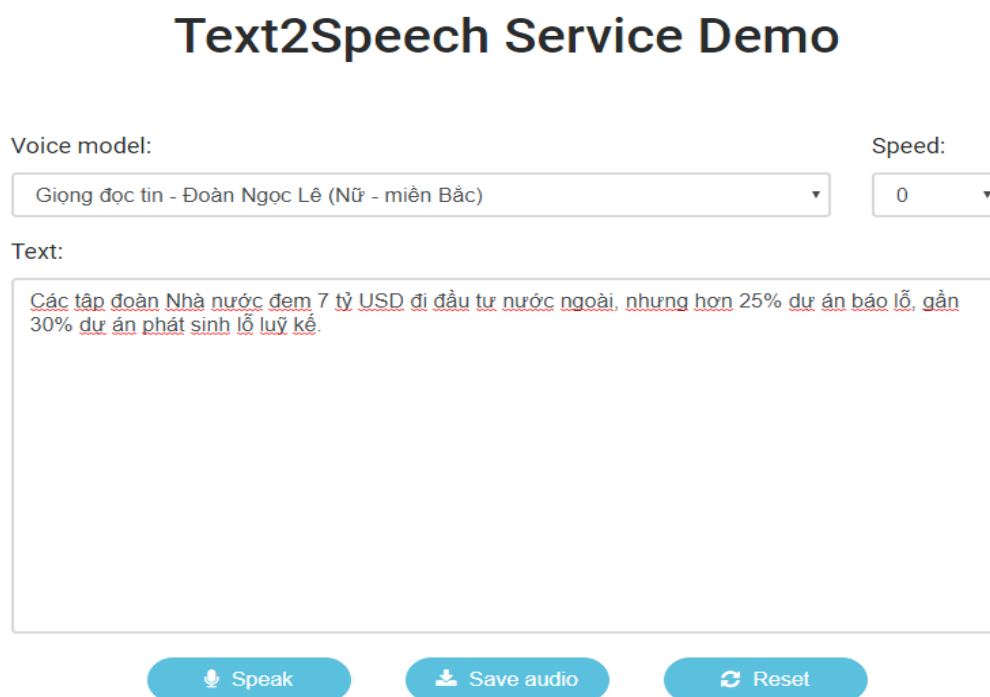 Text2Speech Service Demo
Voice model:
Speed:
Giọng đọc tin - Đoàn Ngọc Lê (Nữ - miền Bắc)
0
Text:
Các tập đoàn Nhà nước đem 7 tỷ USD đi đầu tư nước ngoài, nhưng hơn 25% dự án báo lỗ, gần
30% dự án phát sinh lỗ luỹ kế.
Speak
Save audio
Reset